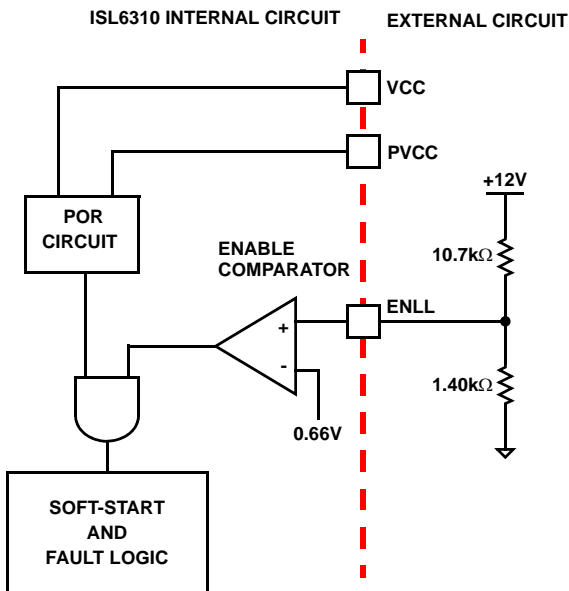 ISL6310 INTERNAL CIRCUIT
EXTERNAL CIRCUIT
VCC
PVCC
+12V
POR
CIRCUIT
10.7kΩ
ENABLE
COMPARATOR
ENLL
+
-
1.40kΩ
0.66V
SOFT-START
AND
FAULT LOGIC